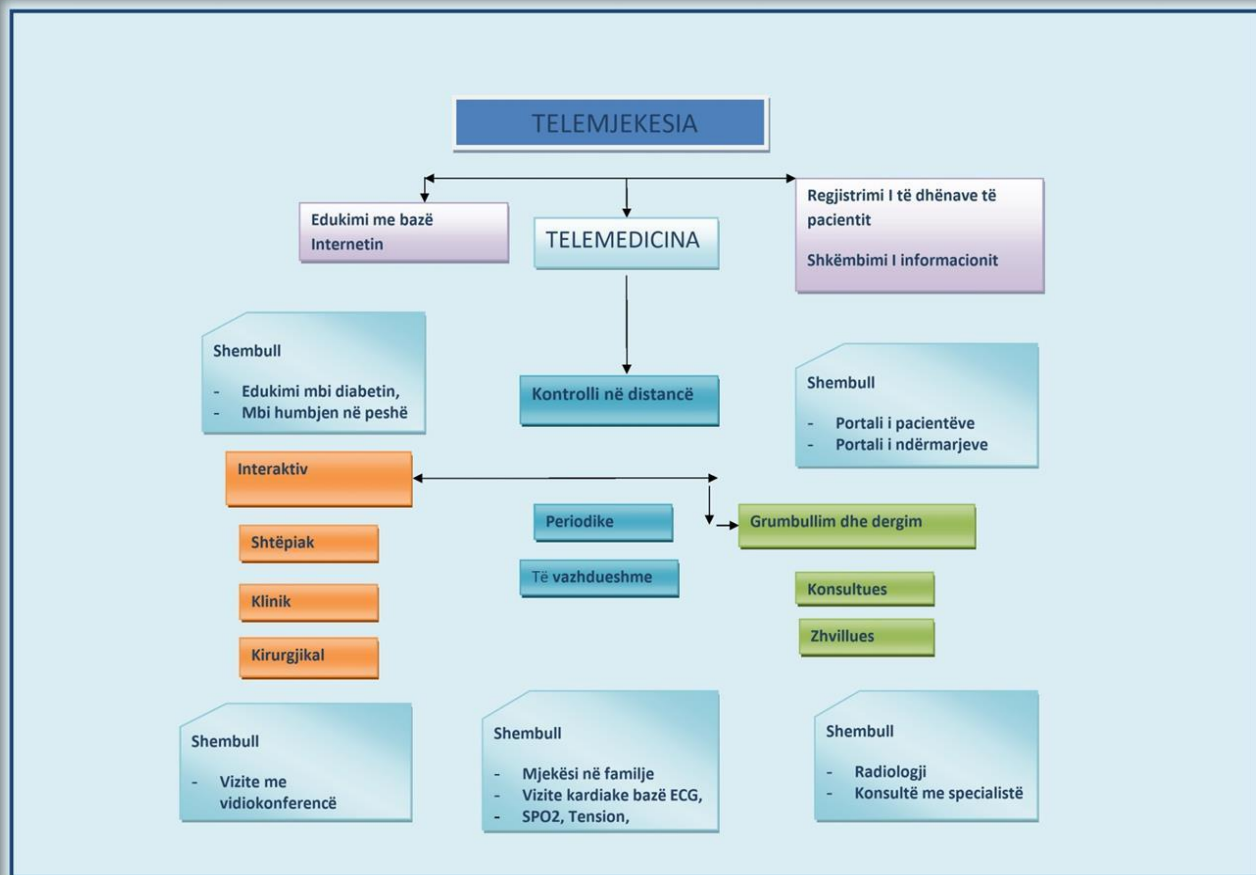 TELEMJEKESIA
Edukimi me bazë
Internetin
TELEMEDICINA
Regjistrimi I të dhënave të
pacientit
Shkëmbimi I informacionit
Shembull
- Edukimi mbi diabetin,
- Mbi humbjen në peshë
Kontrolli në distancë
Shembull
- Portali i pacientëve
- Portali i ndërmarjeve
Interaktiv
Shtëpiak
Klinik
Kirurgjikal
Periodike
Të vazhdueshme
Grumbullim dhe dergim
Konsultues
Zhvillues
Shembull
- Vizite me
vidiokonferencë
Shembull
- Mjekësi në familje
- Vizite kardiake bazë ECG,
- SPO2, Tension,
Shembull
- Radiologji
- Konsultë me specialistë